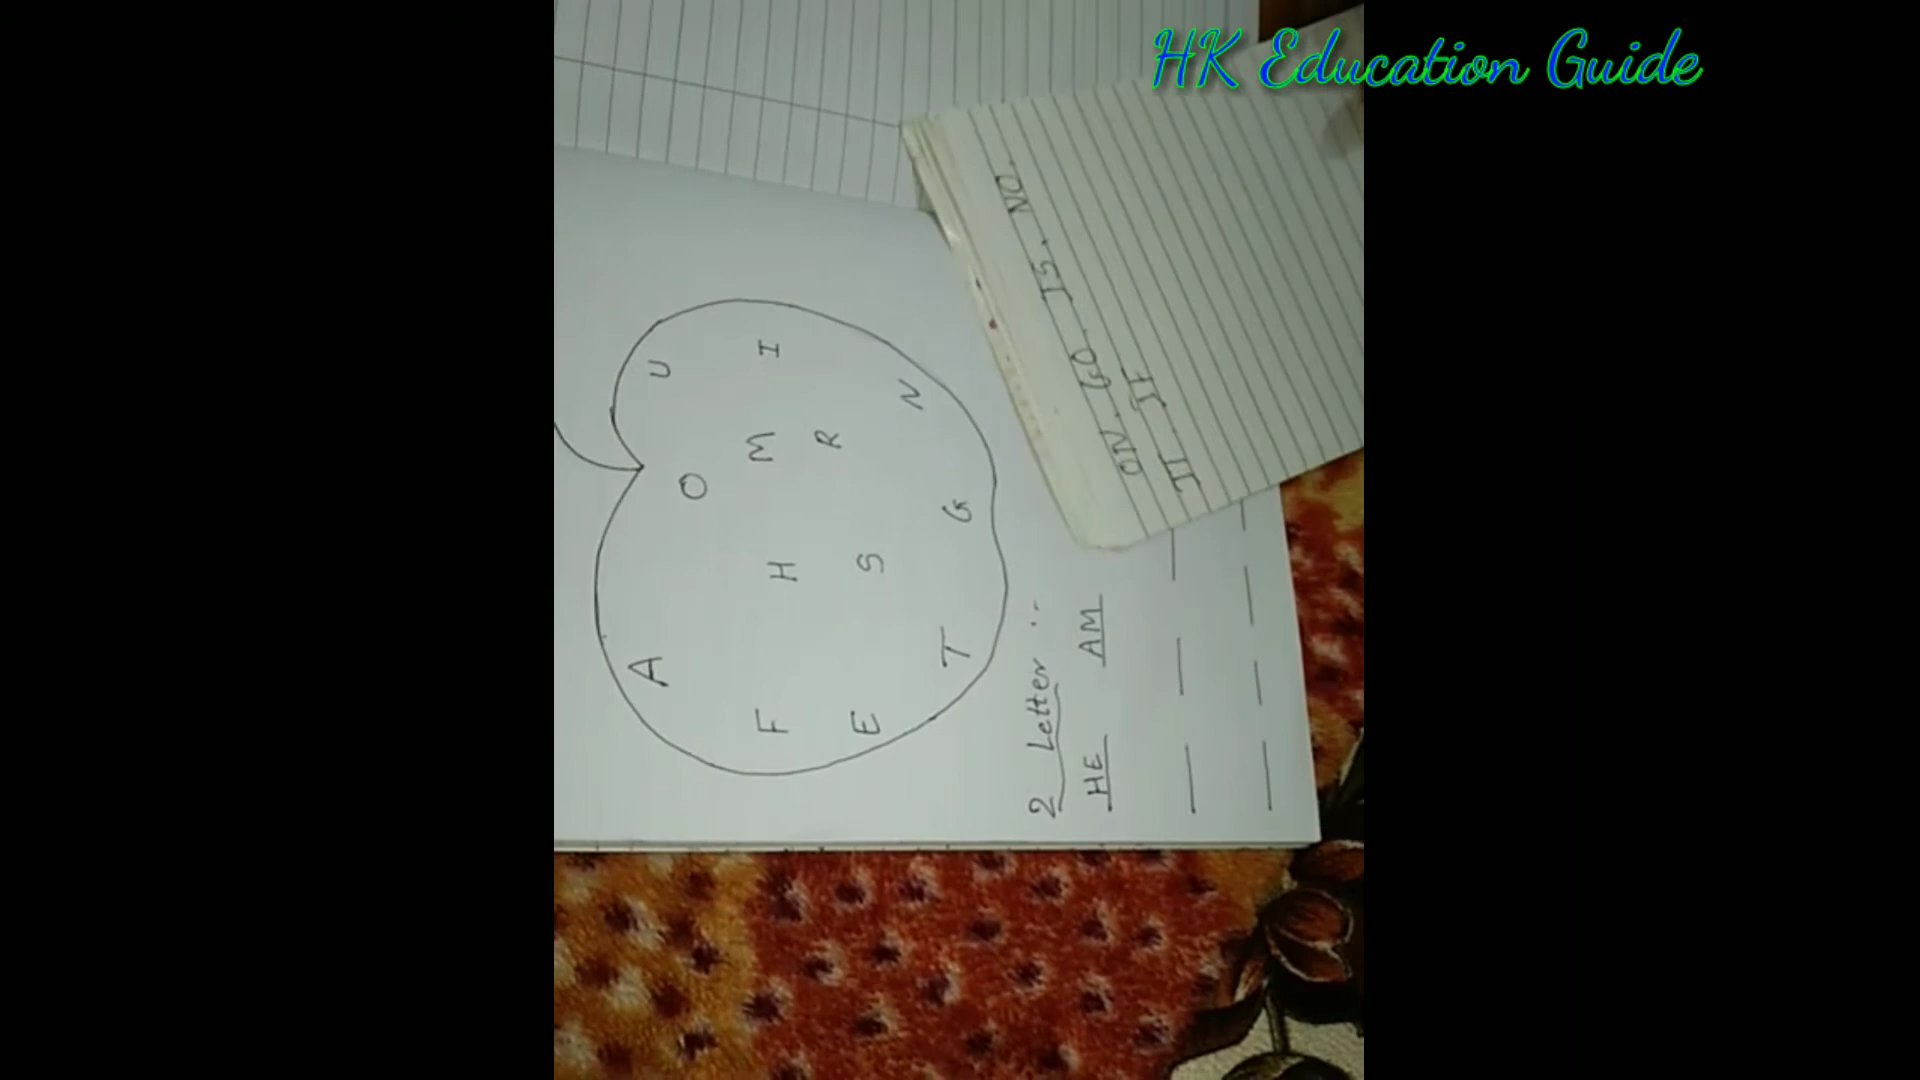 HK Education Guide
A U
O
F H M I
R
E S N
T G
2 Letter :-
HE AM
ON. GO. IS. NO.
IT. IF